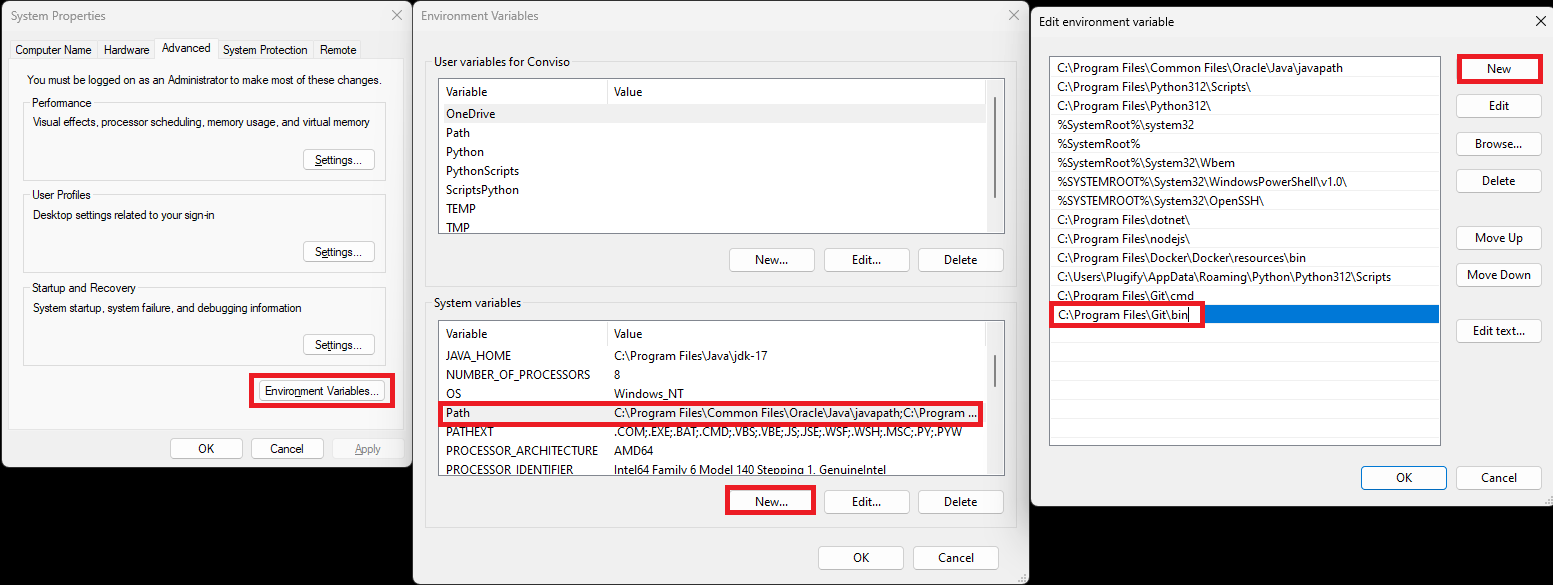 System Properties
Computer Name Hardware Advanced System Protection Remote
You must be logged on as an Administrator to make most of these changes.
Performance
Visual effects, processor scheduling, memory usage, and virtual memory
Settings...
User Profiles
Desktop settings related to your sign-in
Settings...
Startup and Recovery
System startup, system failure, and debugging information
Settings...
Environment Variables...
OK Cancel Apply
Environment Variables
User variables for Conviso
Variable Value
OneDrive
Path
Python
PythonScripts
ScriptsPython
TEMP
TMP
New... Edit... Delete
System variables
Variable Value
JAVA_HOME C:\Program Files\Java\jdk-17
NUMBER_OF_PROCESSORS 8
OS Windows_NT
Path C:\Program Files\Common Files\Oracle\Java\javapath;C:\Program ...
PATHEXT .COM;.EXE;.BAT;.CMD;.VBS;.VBE;.JS;.JSE;.WSF;.WSH;.MSC;.PY;.PYW
PROCESSOR_ARCHITECTURE AMD64
PROCESSOR_IDENTIFIER Intel64 Family 6 Model 140 Stepping 1, GenuineIntel
New... Edit... Delete
OK Cancel
Edit environment variable
C:\Program Files\Common Files\Oracle\Java\javapath
C:\Program Files\Python312\Scripts\
C:\Program Files\Python312\
%SystemRoot%\system32
%SystemRoot%
%SystemRoot%\System32\Wbem
%SYSTEMROOT%\System32\WindowsPowerShell\v1.0\
%SYSTEMROOT%\System32\OpenSSH\
C:\Program Files\dotnet\
C:\Program Files\nodejs\
C:\Program Files\Docker\Docker\resources\bin
C:\Users\Plugify\AppData\Roaming\Python\Python312\Scripts
C:\Program Files\Git\cmd
C:\Program Files\Git\bin
New
Edit
Browse...
Delete
Move Up
Move Down
Edit text...
OK Cancel